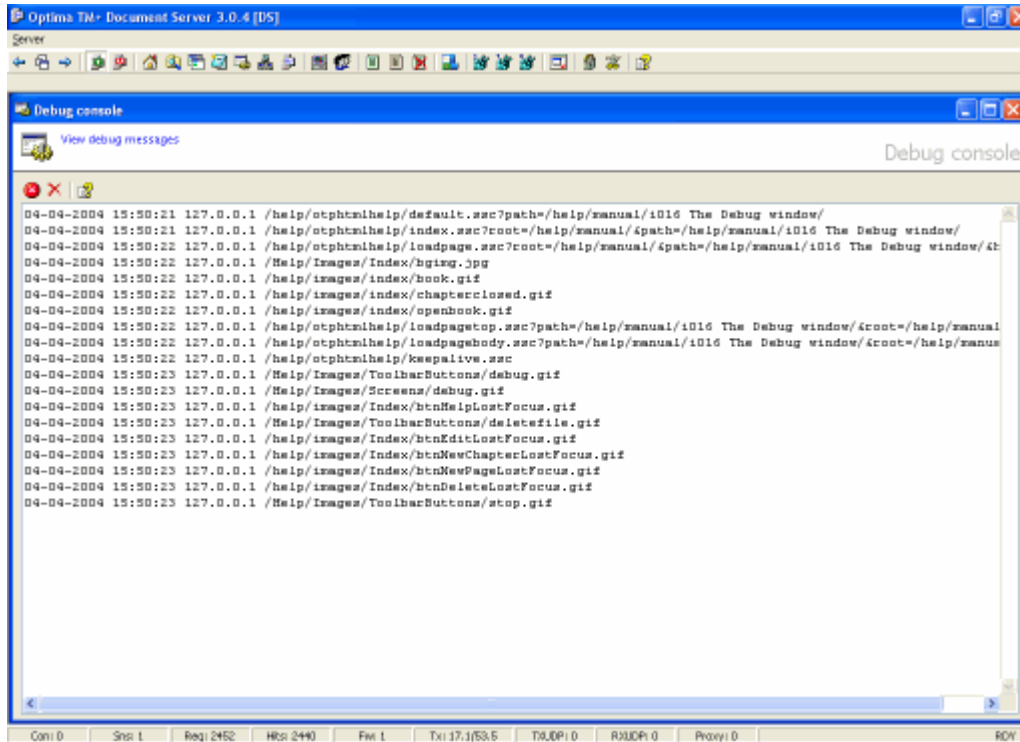 Optima TM+ Document Server 3.0.4 [DS]
Server
Debug console
View debug messages
Debug console
04-04-2004 15:50:21 127.0.0.1 /help/otphtmlhelp/default.ssc?path=/help/manual/i016 The Debug window/
04-04-2004 15:50:21 127.0.0.1 /help/otphtmlhelp/index.ssc?root=/help/manual/&path=/help/manual/i016 The Debug window/
04-04-2004 15:50:22 127.0.0.1 /help/otphtmlhelp/loadpage.ssc?root=/help/manual/&path=/help/manual/i016 The Debug window/&h
04-04-2004 15:50:22 127.0.0.1 /Help/Images/Index/bgimg.jpg
04-04-2004 15:50:22 127.0.0.1 /help/images/index/book.gif
04-04-2004 15:50:22 127.0.0.1 /help/images/index/chapterclosed.gif
04-04-2004 15:50:22 127.0.0.1 /help/images/index/openbook.gif
04-04-2004 15:50:22 127.0.0.1 /help/otphtmlhelp/loadpagetop.ssc?path=/help/manual/i016 The Debug window/&root=/help/manual
04-04-2004 15:50:22 127.0.0.1 /help/otphtmlhelp/loadpagebody.ssc?path=/help/manual/i016 The Debug window/&root=/help/manua
04-04-2004 15:50:22 127.0.0.1 /help/otphtmlhelp/keepalive.ssc
04-04-2004 15:50:23 127.0.0.1 /Help/Images/ToolbarButtons/debug.gif
04-04-2004 15:50:23 127.0.0.1 /Help/Images/Screens/debug.gif
04-04-2004 15:50:23 127.0.0.1 /help/images/Index/btnHelpLostFocus.gif
04-04-2004 15:50:23 127.0.0.1 /Help/Images/ToolbarButtons/deletefile.gif
04-04-2004 15:50:23 127.0.0.1 /help/images/Index/btnEditLostFocus.gif
04-04-2004 15:50:23 127.0.0.1 /help/images/Index/btnNewChapterLostFocus.gif
04-04-2004 15:50:23 127.0.0.1 /help/images/Index/btnNewPageLostFocus.gif
04-04-2004 15:50:23 127.0.0.1 /help/images/Index/btnDeleteLostFocus.gif
04-04-2004 15:50:23 127.0.0.1 /Help/Images/ToolbarButtons/stop.gif
Con: 0 Sns: 1 Req: 2452 Hits: 2440 Fw: 1 Tx: 17.1/53.5 TXUDP: 0 RXUDP: 0 Proxy: 0 RDY